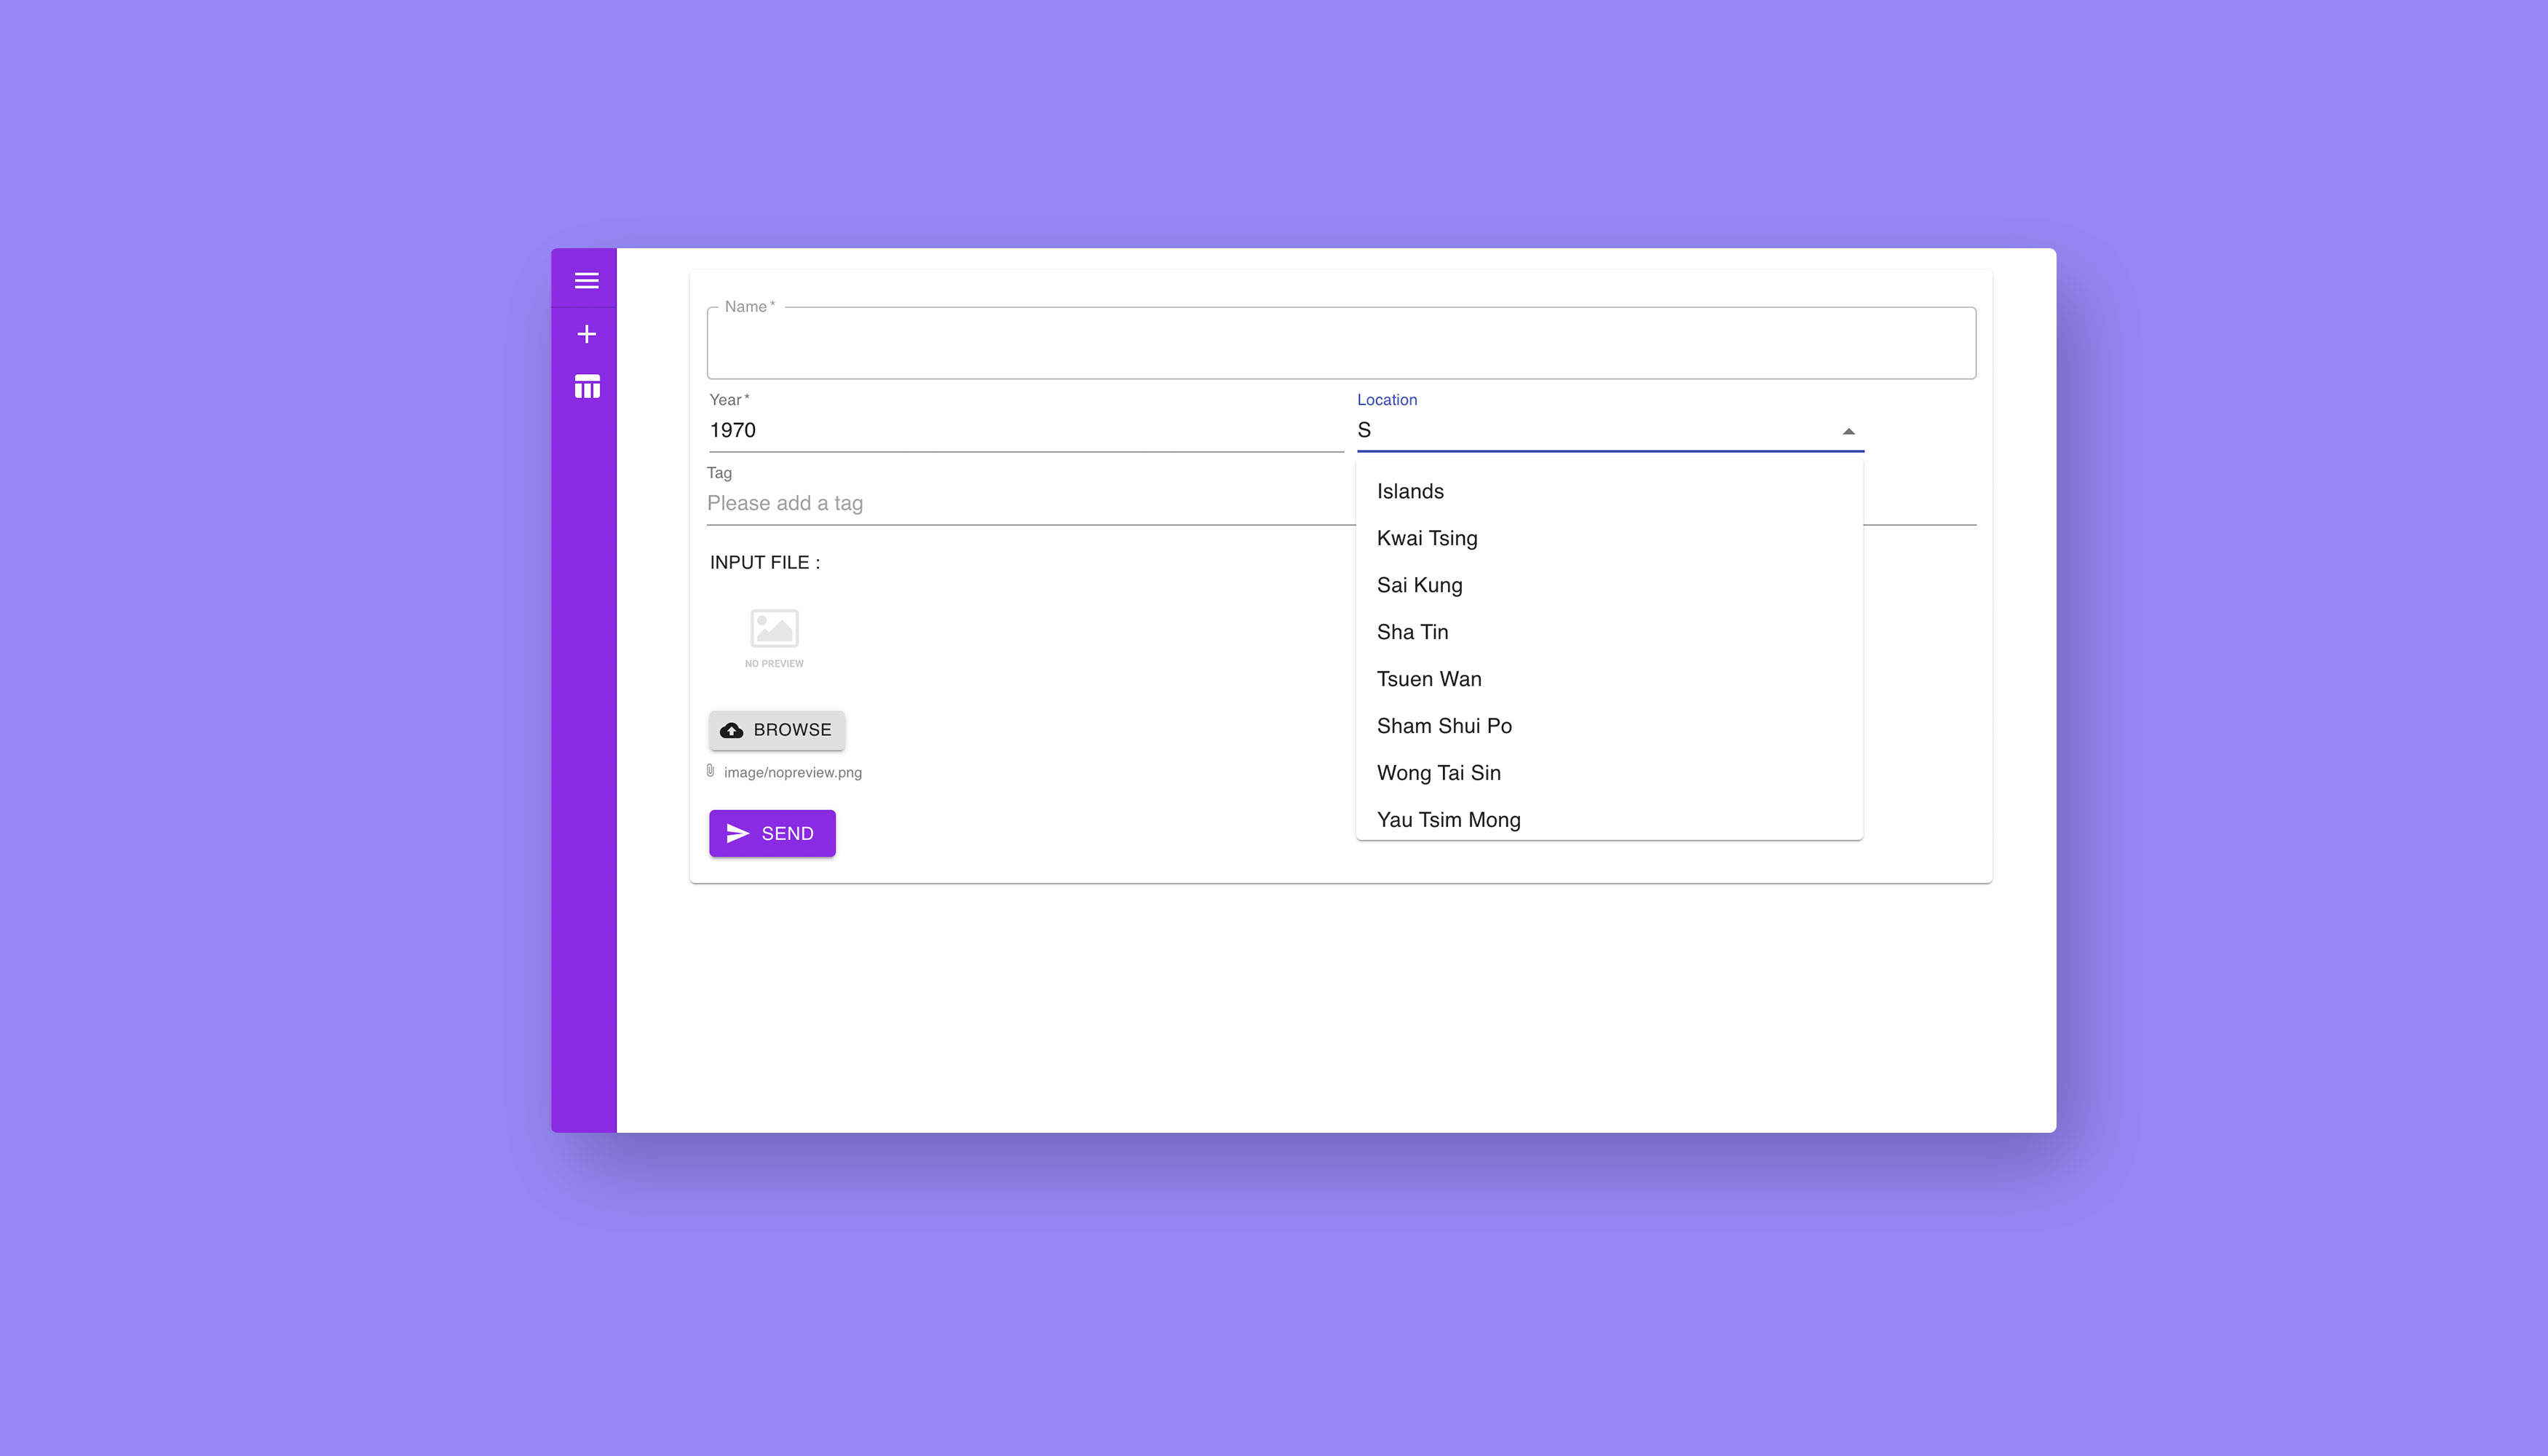 Name *
Year *
1970
Location
S
Tag
Please add a tag
Islands
Kwai Tsing
Sai Kung
Sha Tin
Tsuen Wan
Sham Shui Po
Wong Tai Sin
Yau Tsim Mong
INPUT FILE :
NO PREVIEW
BROWSE
image/nopreview.png
SEND